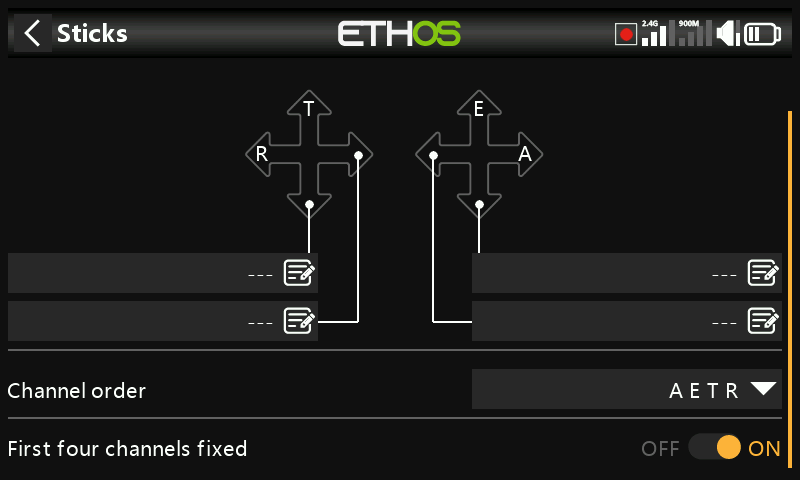 Sticks
ETHOS
2.4G
900M
T
E
R
A
---
---
---
---
Channel order
A E T R
First four channels fixed
OFF
ON